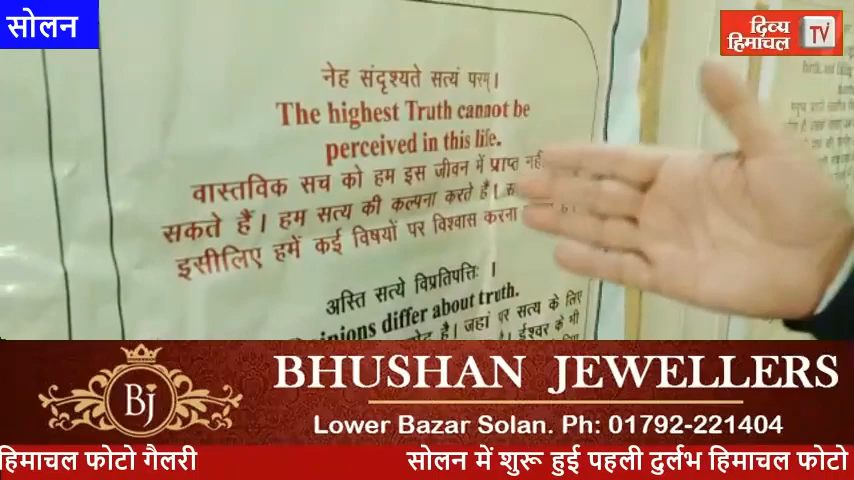 सोलन
दिव्य
हिमाचल
TV
नेह संदृश्यते सत्यं परम्।
The highest Truth cannot be
perceived in this life.
वास्तविक सच को हम इस जीवन में प्राप्त नहीं
सकते हैं। हम सत्य की कल्पना करते हैं।
इसीलिए हमें कई विषयों पर विश्वास करना
अस्ति सत्ये विप्रतिपत्तिः ।
differ about truth.
है। जहां पर सत्य के लिए
ईश्वर के भी
BJ
BHUSHAN JEWELLERS
Lower Bazar Solan. Ph: 01792-221404
हिमाचल फोटो गैलरी
सोलन में शुरू हुई पहली दुर्लभ हिमाचल फोटो